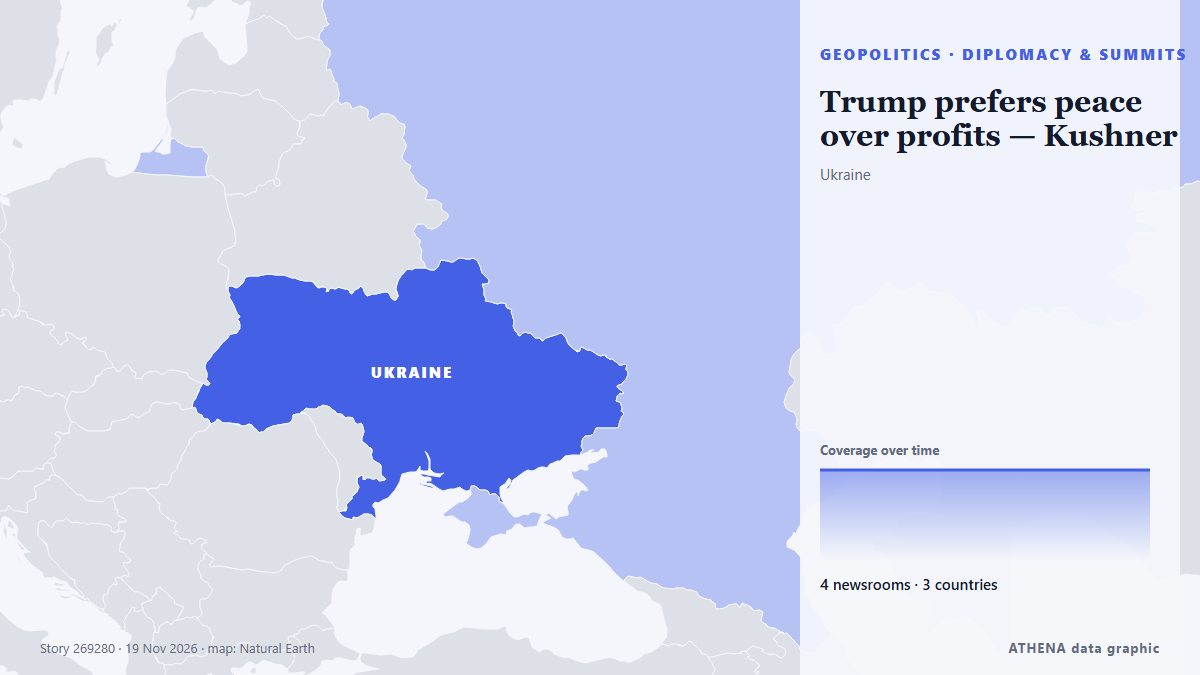 GEOPOLITICS · DIPLOMACY & SUMMITS
Trump prefers peace
over profits — Kushner
Ukraine
UKRAINE
Coverage over time
4 newsrooms · 3 countries
Story 269280 · 19 Nov 2026 · map: Natural Earth
ATHENA data graphic